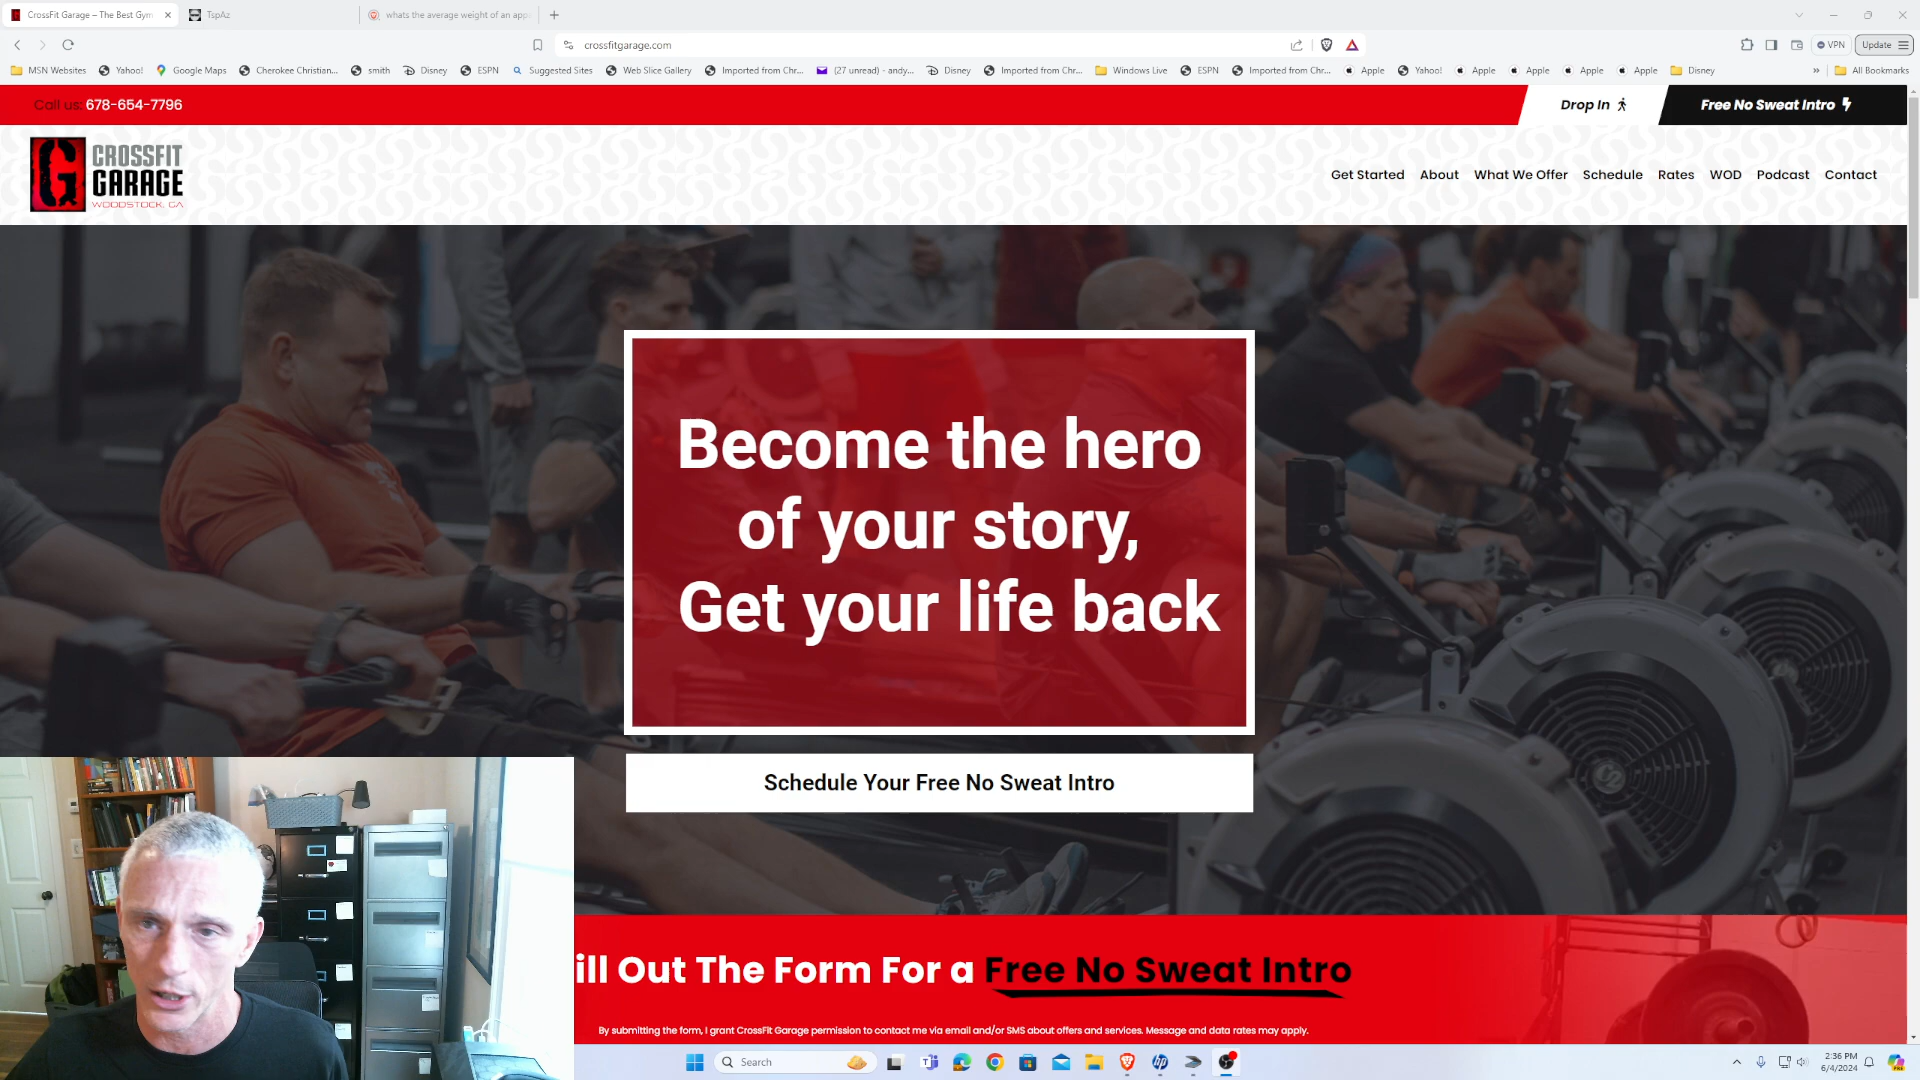 CrossFit Garage – The Best Gym
TspAz
whats the average weight of an app
crossfitgarage.com
VPN
Update
MSN Websites
Yahoo!
Google Maps
Cherokee Christian...
smith
Disney
ESPN
Suggested Sites
Web Slice Gallery
Imported from Chr...
(27 unread) - andy...
Disney
Imported from Chr...
Windows Live
ESPN
Imported from Chr...
Apple
Yahoo!
Apple
Apple
Apple
Apple
Disney
»
All Bookmarks
Call us: 678-654-7796
Drop In
Free No Sweat Intro
G CROSSFIT
GARAGE
WOODSTOCK, GA
Get Started
About
What We Offer
Schedule
Rates
WOD
Podcast
Contact
Become the hero
of your story,
Get your life back
Schedule Your Free No Sweat Intro
ill Out The Form For a Free No Sweat Intro
By submitting the form, I grant CrossFit Garage permission to contact me via email and/or SMS about offers and services. Message and data rates may apply.
Search
2:36 PM
6/4/2024